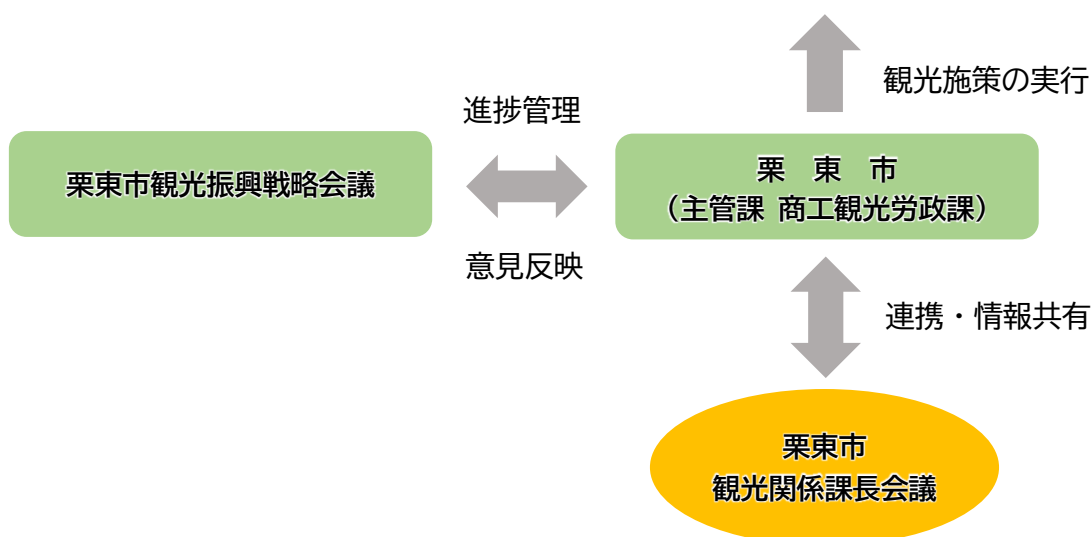 観光施策の実行
進捗管理
栗東市観光振興戦略会議
栗 東 市
（主管課 商工観光労政課）
意見反映
連携・情報共有
栗東市
観光関係課長会議